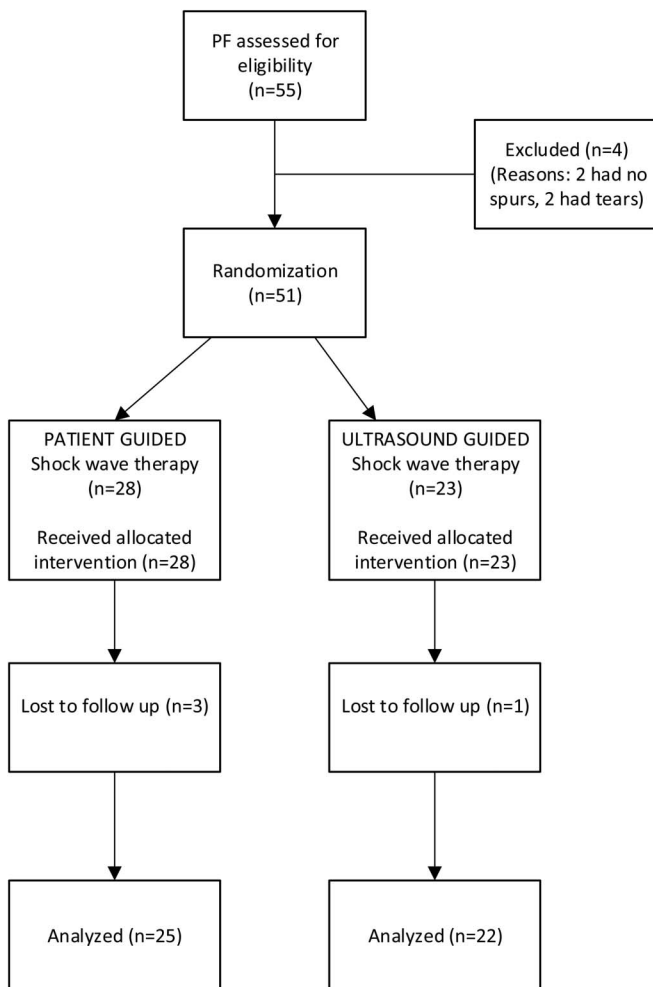 PF assessed for
eligibility
(n=55)
Excluded (n=4)
(Reasons: 2 had no
spurs, 2 had tears)
Randomization
(n=51)
PATIENT GUIDED
Shock wave therapy
(n=28)
Received allocated
intervention (n=28)
ULTRASOUND GUIDED
Shock wave therapy
(n=23)
Received allocated
intervention (n=23)
Lost to follow up (n=3)
Lost to follow up (n=1)
Analyzed (n=25)
Analyzed (n=22)